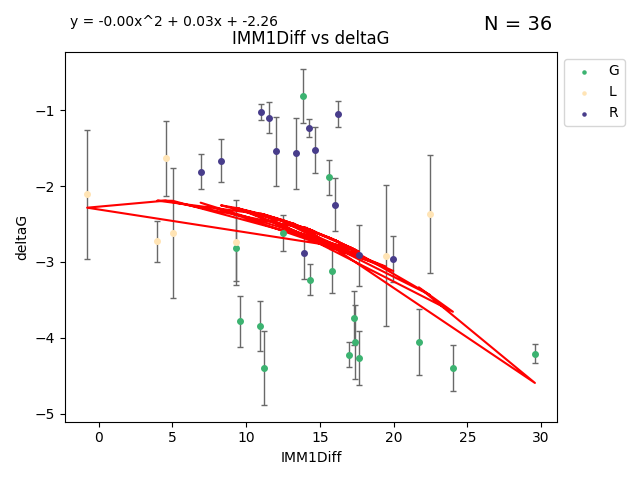 y = -0.00x^2 + 0.03x + -2.26
N = 36
IMM1Diff vs deltaG
G
L
R
−1
−2
−3
−4
−5
deltaG
0 5 10 15 20 25 30
IMM1Diff